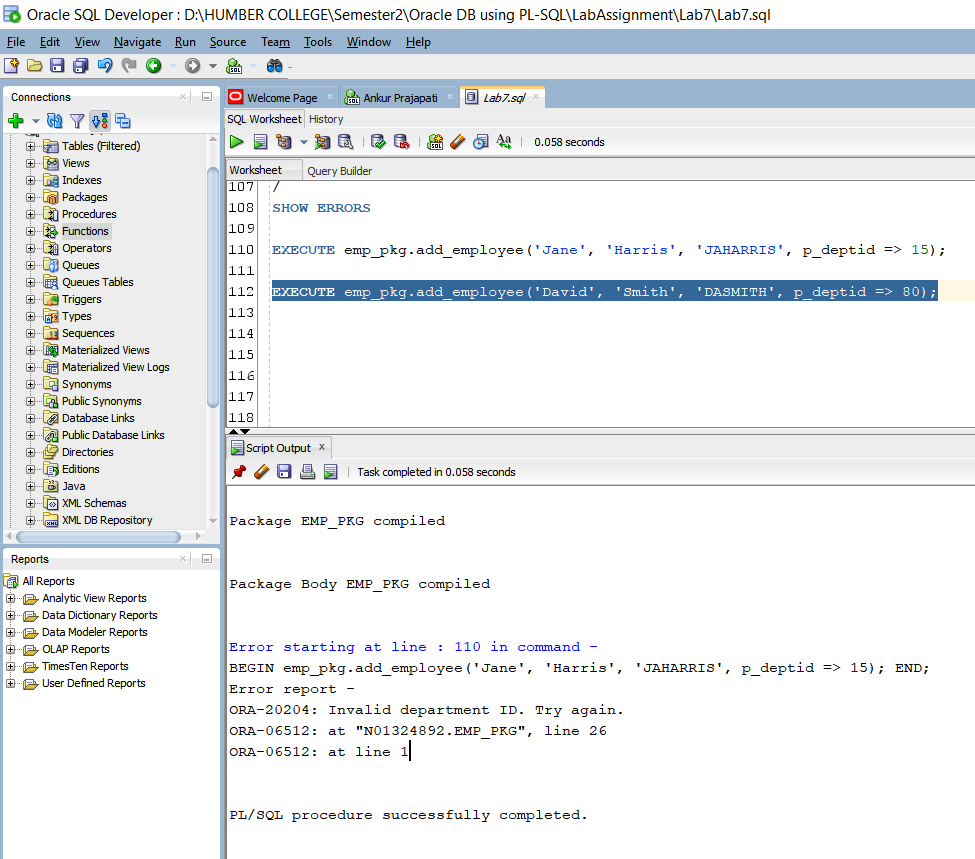 Oracle SQL Developer : D:\HUMBER COLLEGE\Semester2\Oracle DB using PL-SQL\LabAssignment\Lab7\Lab7.sql
File Edit View Navigate Run Source Team Tools Window Help
Connections
Tables (Filtered)
Views
Indexes
Packages
Procedures
Functions
Operators
Queues
Queues Tables
Triggers
Types
Sequences
Materialized Views
Materialized View Logs
Synonyms
Public Synonyms
Database Links
Public Database Links
Directories
Editions
Java
XML Schemas
XML DB Repository
Reports
All Reports
Analytic View Reports
Data Dictionary Reports
Data Modeler Reports
OLAP Reports
TimesTen Reports
User Defined Reports
Welcome Page Ankur Prajapati Lab7.sql
SQL Worksheet History
0.058 seconds
Worksheet Query Builder
107 /
108 SHOW ERRORS
109
110 EXECUTE emp_pkg.add_employee('Jane', 'Harris', 'JAHARRIS', p_deptid => 15);
111
112 EXECUTE emp_pkg.add_employee('David', 'Smith', 'DASMITH', p_deptid => 80);
113
114
115
116
117
118
Script Output
Task completed in 0.058 seconds
Package EMP_PKG compiled
Package Body EMP_PKG compiled
Error starting at line : 110 in command -
BEGIN emp_pkg.add_employee('Jane', 'Harris', 'JAHARRIS', p_deptid => 15); END;
Error report -
ORA-20204: Invalid department ID. Try again.
ORA-06512: at "N01324892.EMP_PKG", line 26
ORA-06512: at line 1
PL/SQL procedure successfully completed.